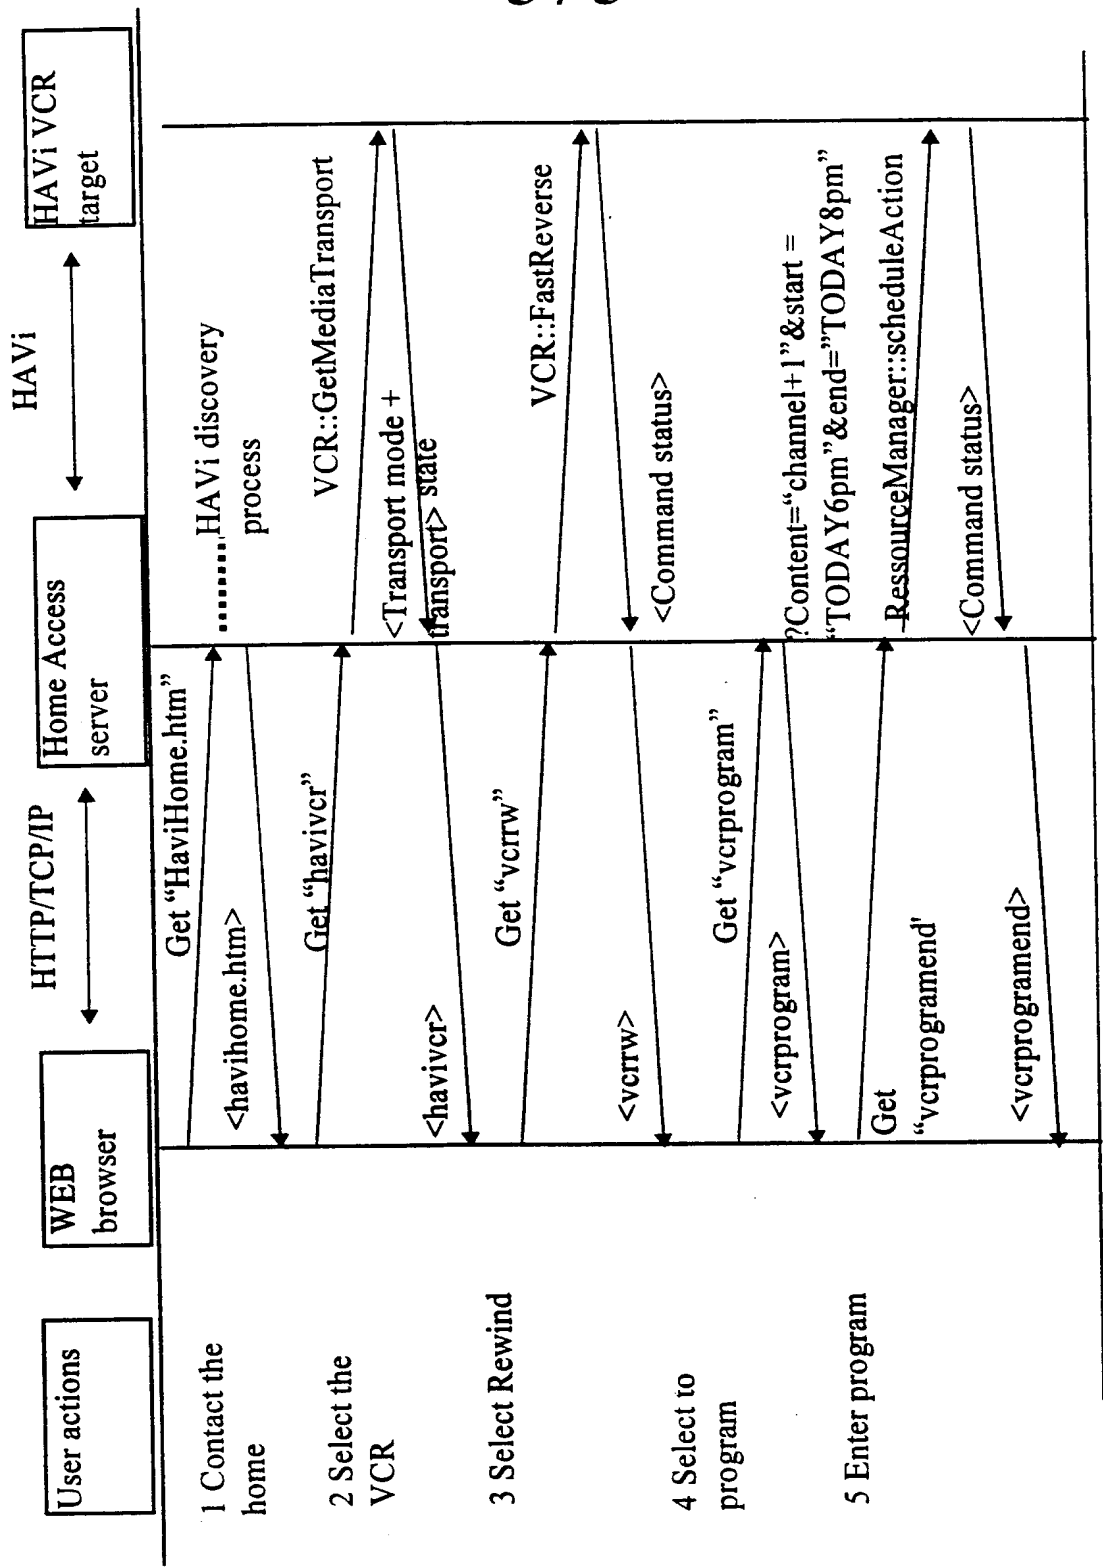 HTTP/TCP/IP
HAVi
User actions
WEB
browser
Home Access
server
HAVi VCR
target
1 Contact the
home
Get “HaviHome.htm”
HAVi discovery
process
<havihome.htm>
2 Select the
VCR
Get “havivcr”
VCR::GetMediaTransport
<Transport mode +
transport> state
<havivcr>
3 Select Rewind
Get “vcrrw”
VCR::FastReverse
<Command status>
<vcrrw>
4 Select to
program
Get “vcrprogram”
<vcrprogram>
5 Enter program
Get
“vcrprogramend'
?Content=“channel+1”&start =
“TODAY6pm”&end=”TODAY8pm”
RessourceManager::scheduleAction
<Command status>
<vcrprogramend>